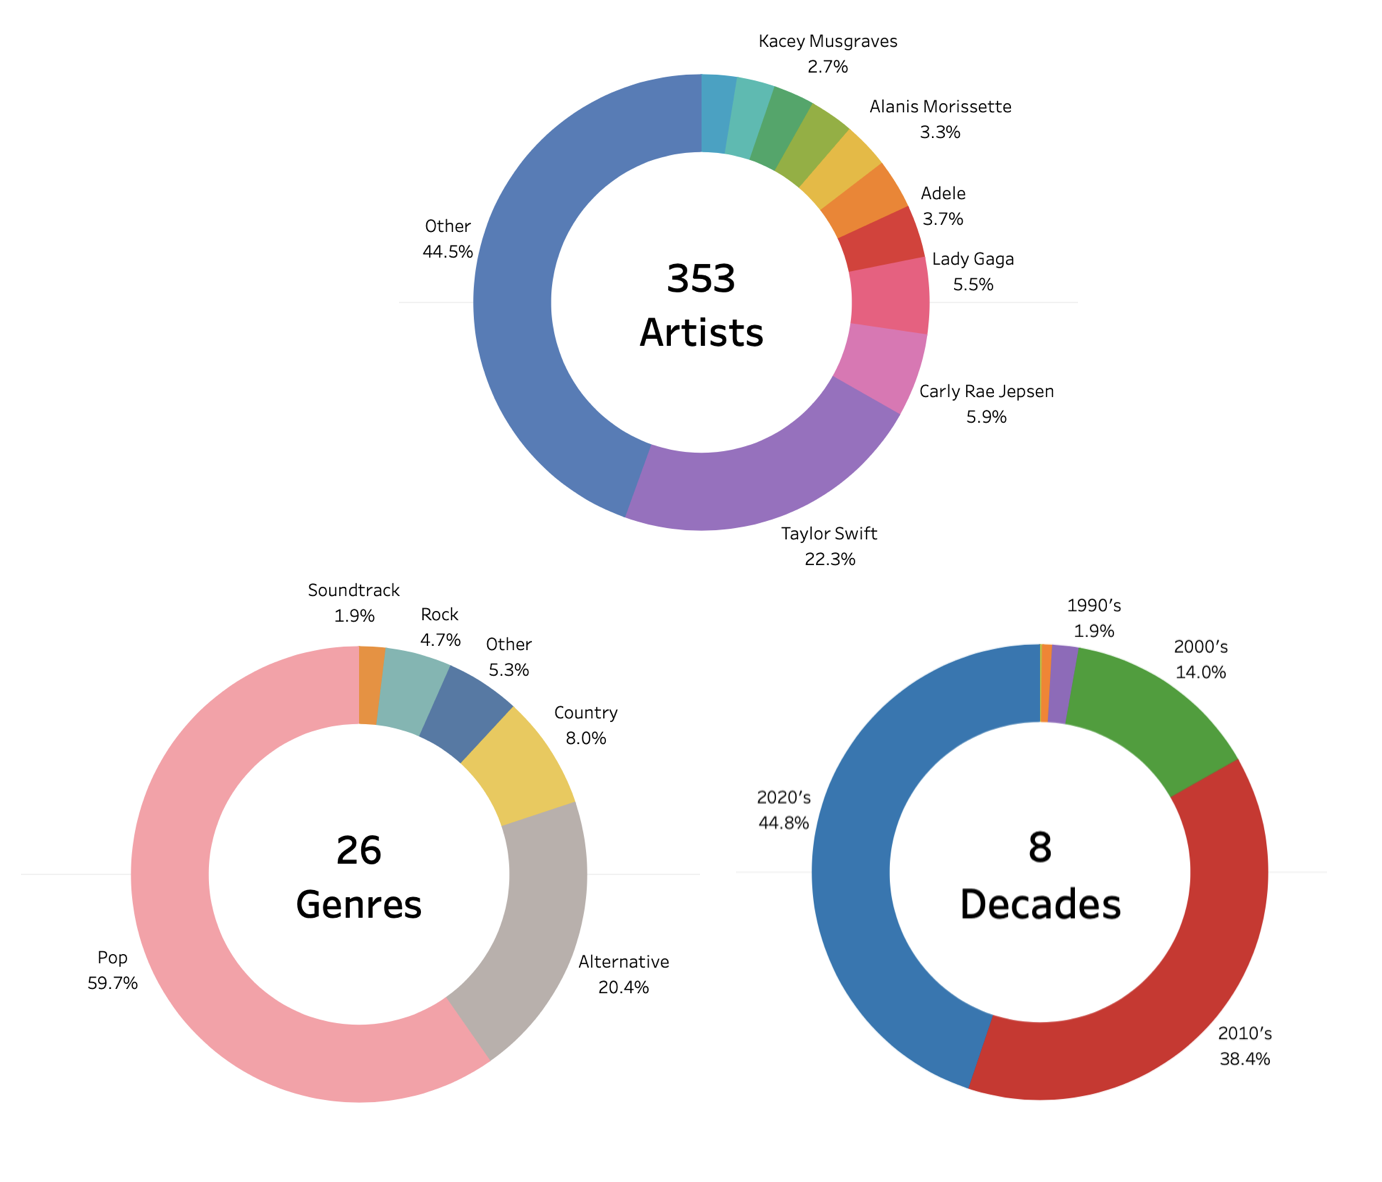 Kacey Musgraves
2.7%
Alanis Morissette
3.3%
Adele
3.7%
Lady Gaga
5.5%
Other
44.5%
353
Artists
Carly Rae Jepsen
5.9%
Taylor Swift
22.3%
Soundtrack
1.9%
Rock
4.7%
Other
5.3%
Country
8.0%
26
Genres
Pop
59.7%
Alternative
20.4%
1990's
1.9%
2000's
14.0%
2020's
44.8%
8
Decades
2010's
38.4%